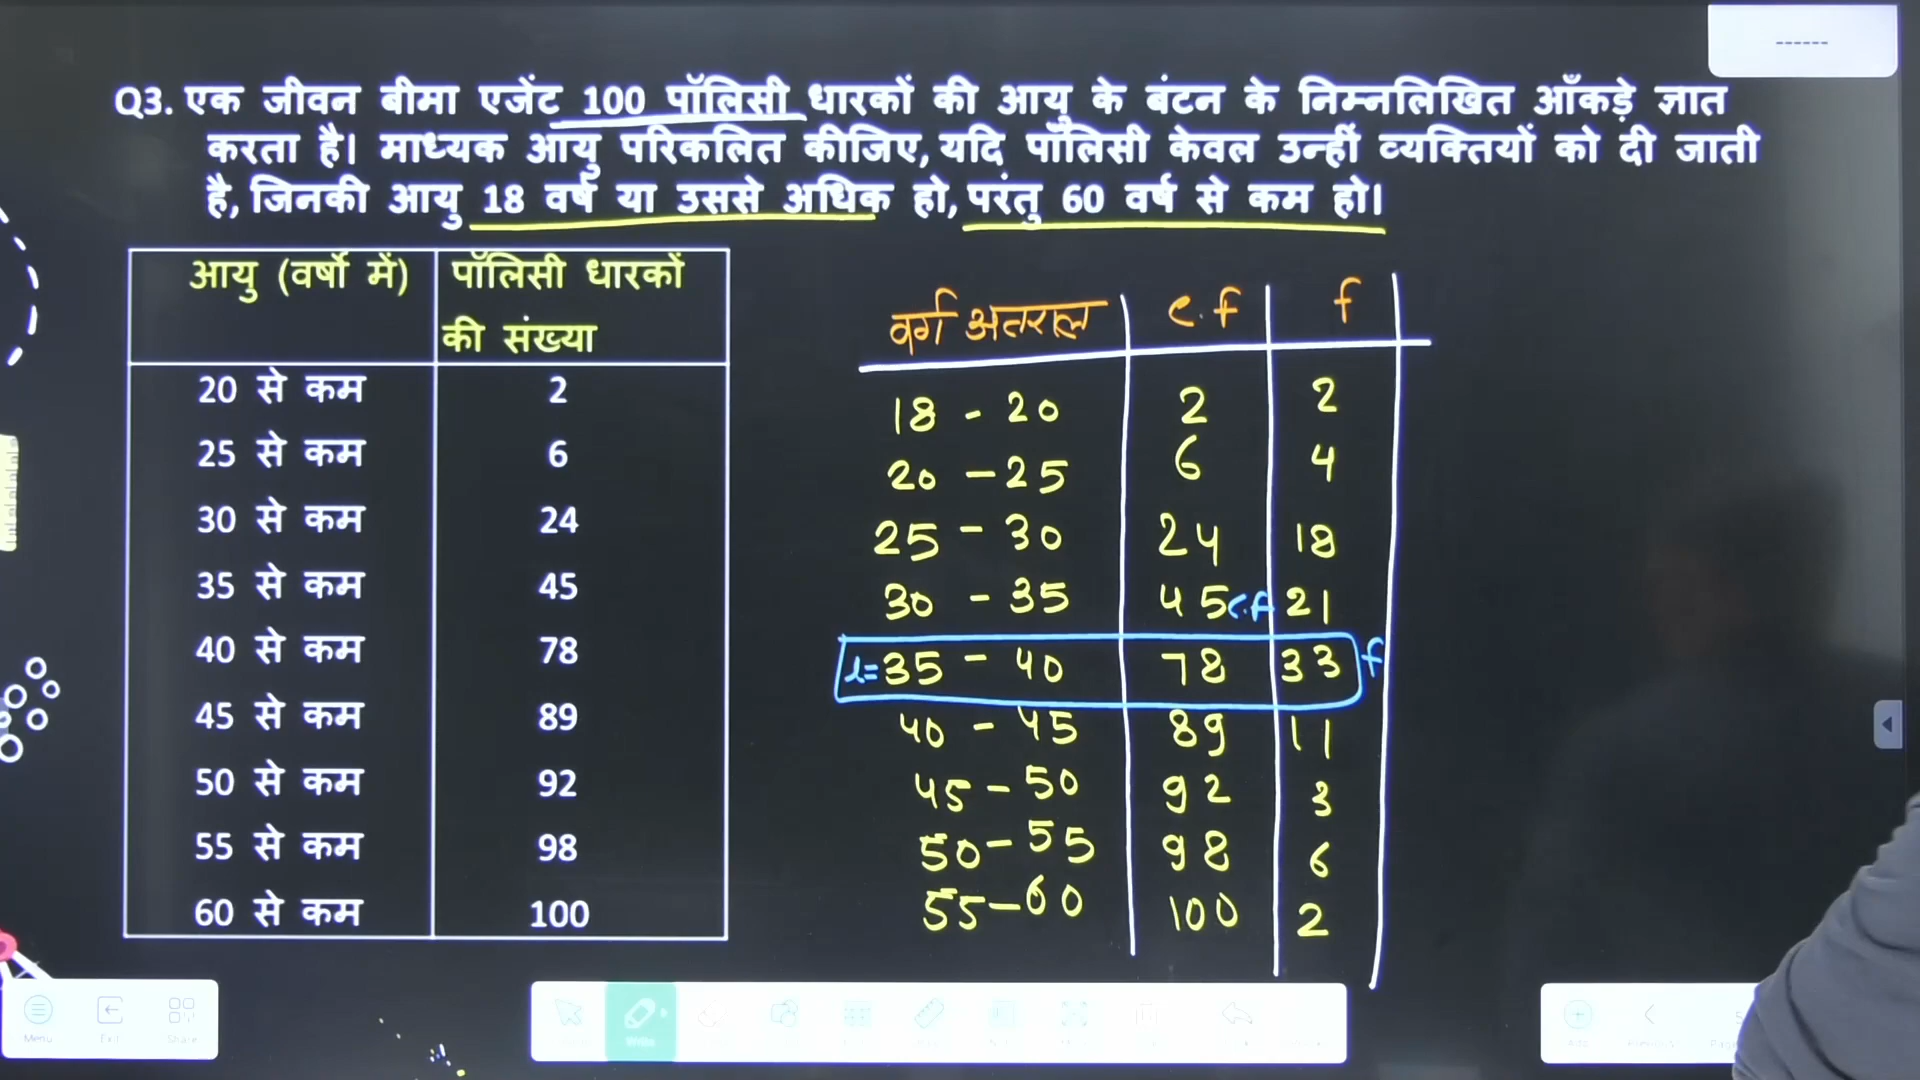 ------
Q3. एक जीवन बीमा एजेंट 100 पॉलिसी धारकों की आयु के बंटन के निम्नलिखित आँकड़े ज्ञात
करता है। माध्यक आयु परिकलित कीजिए, यदि पॉलिसी केवल उन्हीं व्यक्तियों को दी जाती
है, जिनकी आयु 18 वर्ष या उससे अधिक हो, परंतु 60 वर्ष से कम हो।
आयु (वर्षों में) पॉलिसी धारकों
की संख्या
20 से कम 2
25 से कम 6
30 से कम 24
35 से कम 45
40 से कम 78
45 से कम 89
50 से कम 92
55 से कम 98
60 से कम 100
वर्ग अतराल c.f f
18 - 20 2 2
20 - 25 6 4
25 - 30 24 18
30 - 35 45 c.f 21
l= 35 - 40 78 33 f
40 - 45 89 11
45 - 50 92 3
50 - 55 98 6
55 - 60 100 2
Menu Exit Share
Write